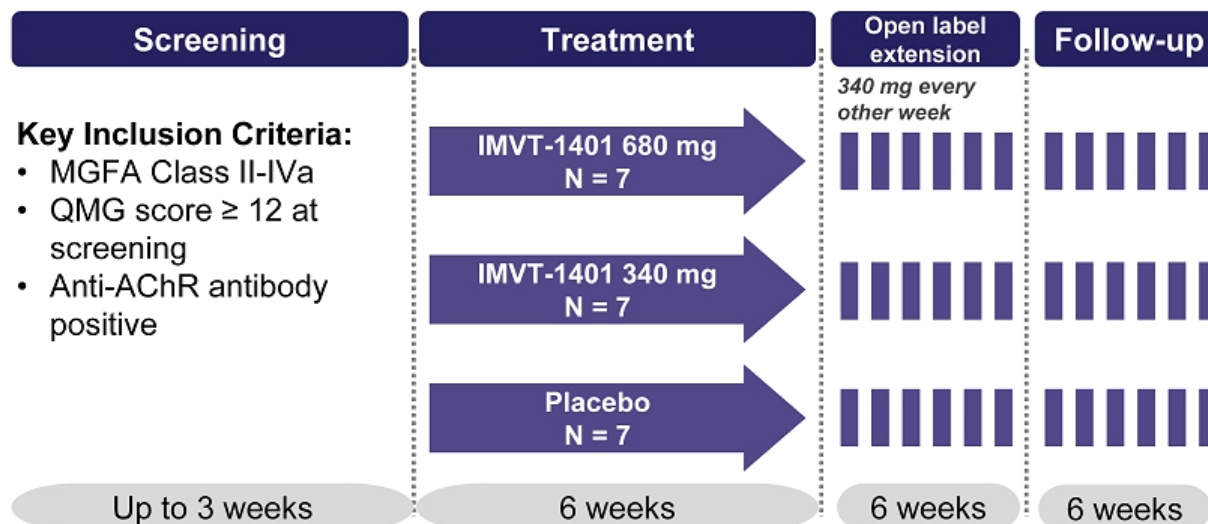 Screening
Treatment
Open label
extension
Follow-up
340 mg every
other week
Key Inclusion Criteria:
• MGFA Class II-IVa
• QMG score ≥ 12 at
screening
• Anti-AChR antibody
positive
IMVT-1401 680 mg
N = 7
IMVT-1401 340 mg
N = 7
Placebo
N = 7
Up to 3 weeks
6 weeks
6 weeks
6 weeks